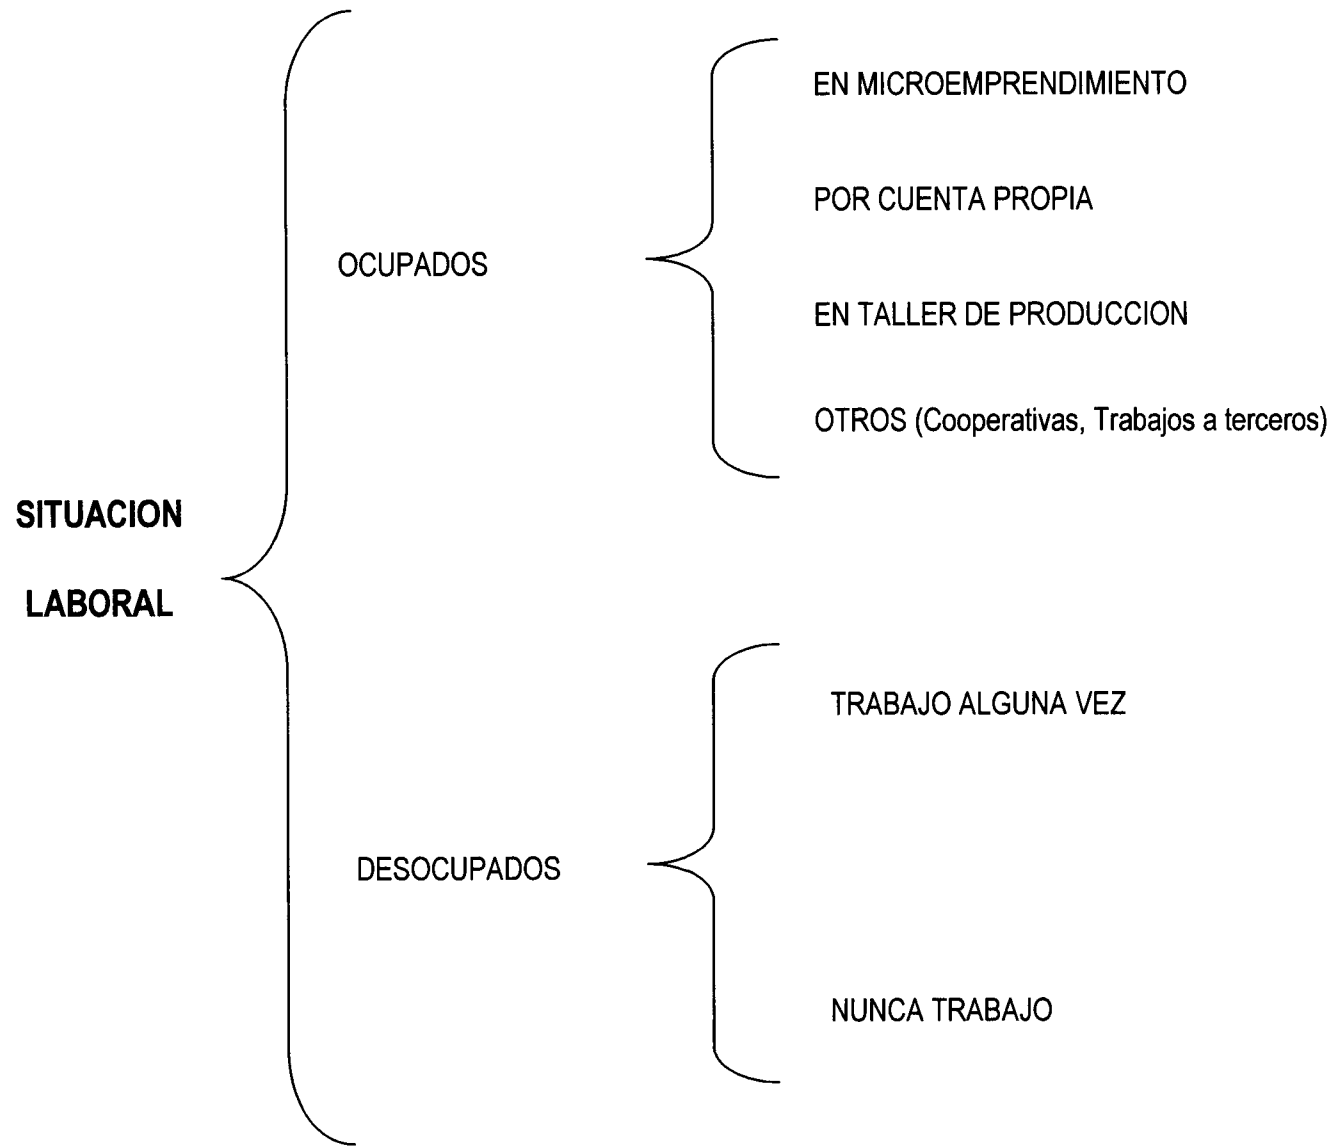 SITUACION
LABORAL
OCUPADOS
EN MICROEMPRENDIMIENTO
POR CUENTA PROPIA
EN TALLER DE PRODUCCION
OTROS (Cooperativas, Trabajos a terceros)
DESOCUPADOS
TRABAJO ALGUNA VEZ
NUNCA TRABAJO